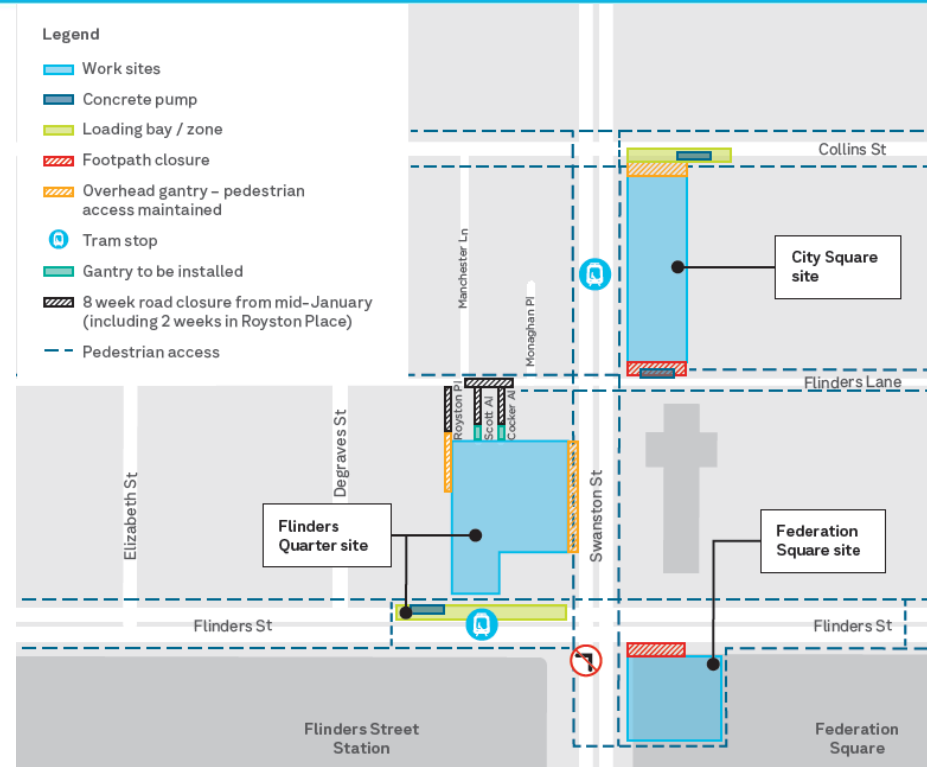 Legend
Work sites
Concrete pump
Loading bay / zone
Footpath closure
Overhead gantry – pedestrian
access maintained
Tram stop
Gantry to be installed
8 week road closure from mid-January
(including 2 weeks in Royston Place)
Pedestrian access
Collins St
Manchester Ln
City Square
site
Monaghan Pl
Flinders Lane
Royston Pl
Scott Al
Cocker Al
Degraves St
Elizabeth St
Swanston St
Flinders
Quarter site
Federation
Square site
Flinders St
Flinders St
Flinders Street
Station
Federation
Square